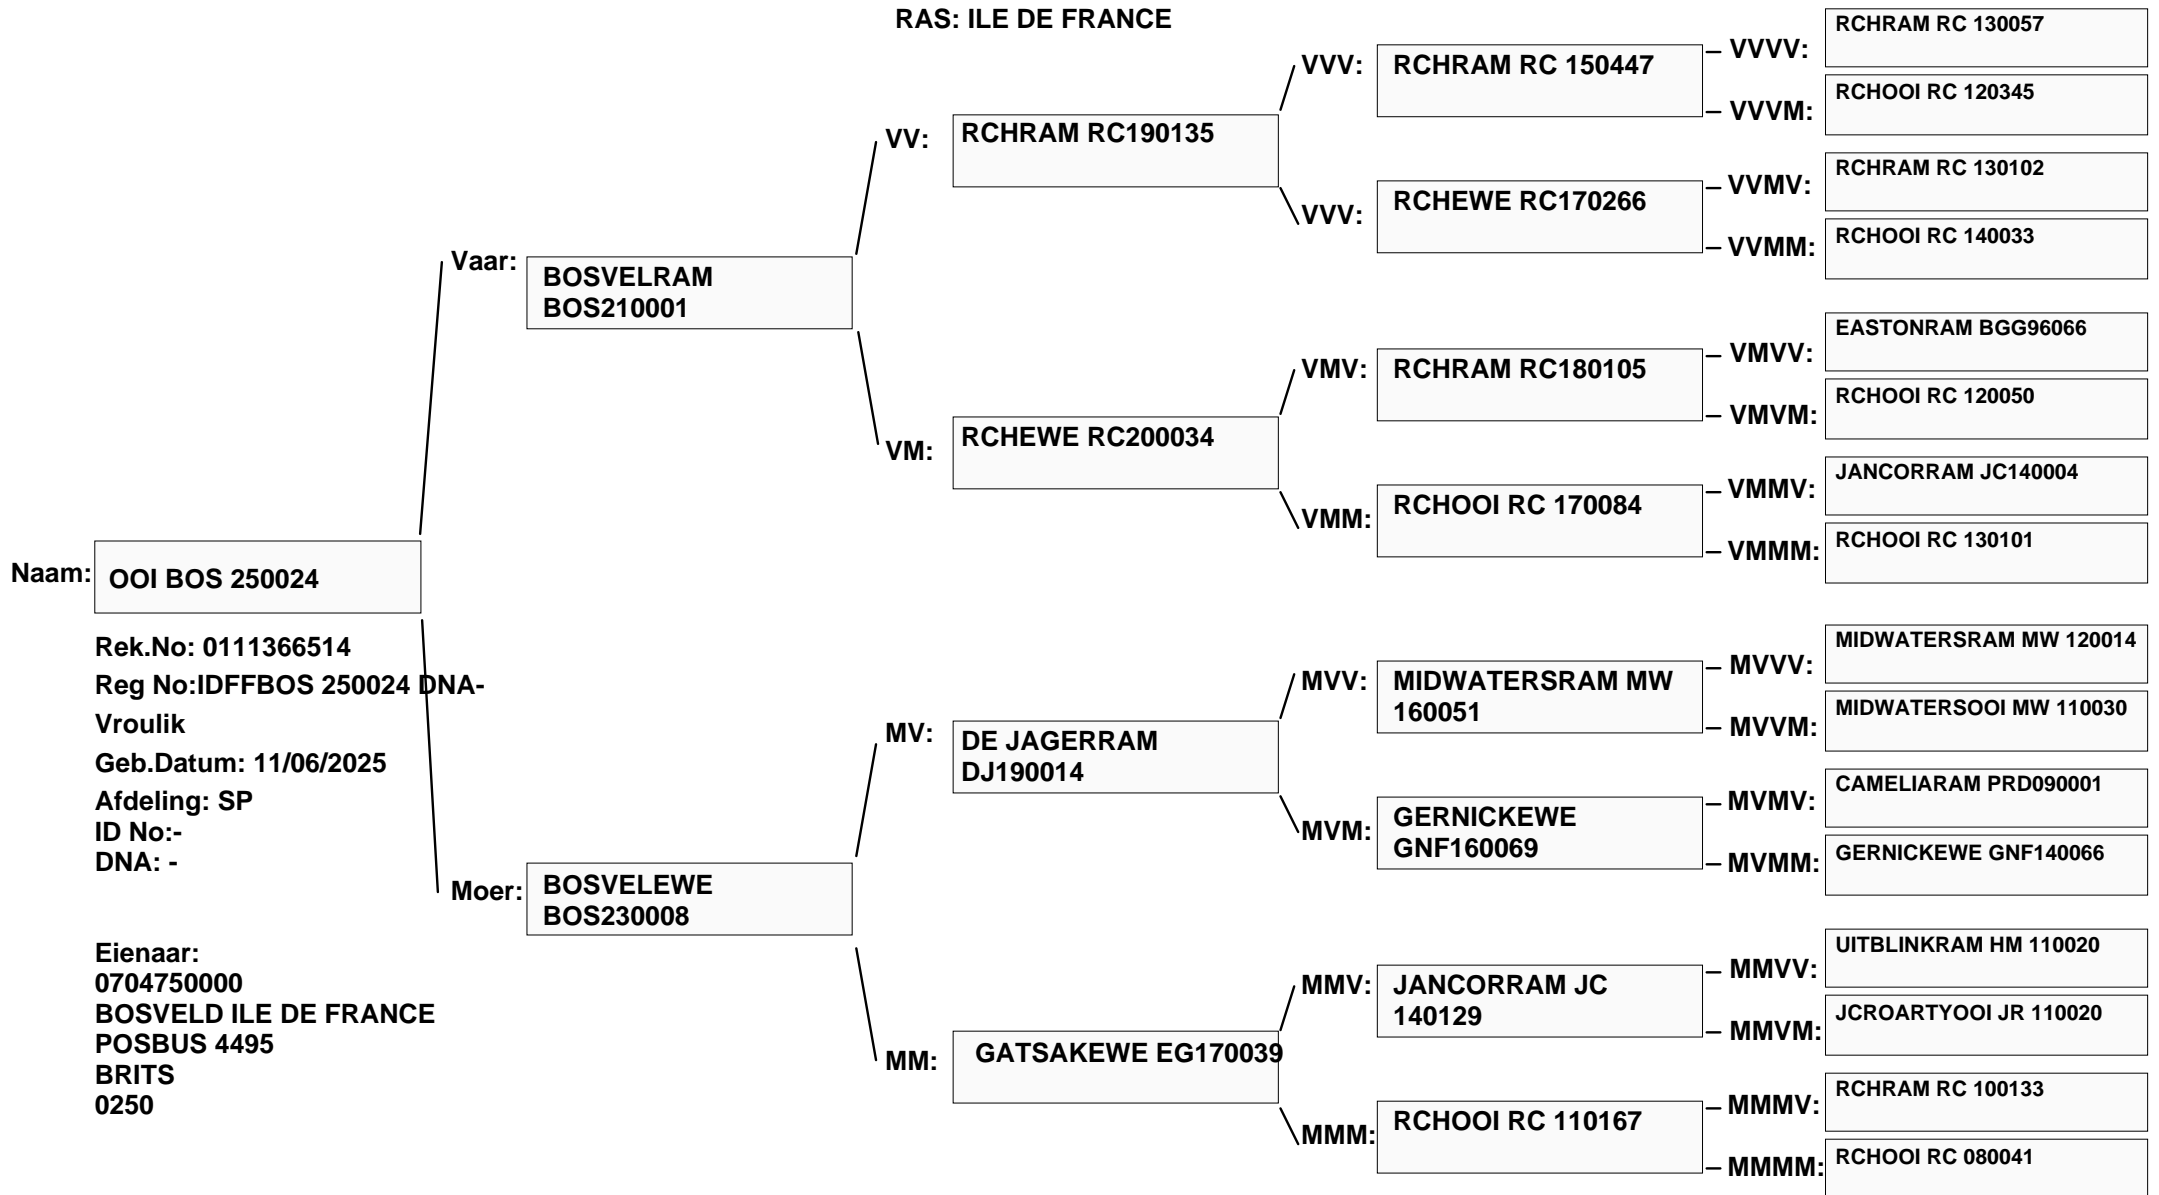 RAS: ILE DE FRANCE
Naam:
OOI BOS 250024
Rek.No: 0111366514
Reg No:IDFFBOS 250024 DNA-
Vroulik
Geb.Datum: 11/06/2025
Afdeling: SP
ID No:-
DNA: -
Eienaar:
0704750000
BOSVELD ILE DE FRANCE
POSBUS 4495
BRITS
0250
Vaar:
BOSVELRAM
BOS210001
Moer:
BOSVELEWE
BOS230008
VV:
RCHRAM RC190135
VM:
RCHEWE RC200034
MV:
DE JAGERRAM
DJ190014
MM:
GATSAKEWE EG170039
VVV:
RCHRAM RC 150447
VVV:
RCHEWE RC170266
VMV:
RCHRAM RC180105
VMM:
RCHOOI RC 170084
MVV:
MIDWATERSRAM MW
160051
MVM:
GERNICKEWE
GNF160069
MMV:
JANCORRAM JC
140129
MMM:
RCHOOI RC 110167
VVVV:
RCHRAM RC 130057
VVVM:
RCHOOI RC 120345
VVMV:
RCHRAM RC 130102
VVMM:
RCHOOI RC 140033
VMVV:
EASTONRAM BGG96066
VMVM:
RCHOOI RC 120050
VMMV:
JANCORRAM JC140004
VMMM:
RCHOOI RC 130101
MVVV:
MIDWATERSRAM MW 120014
MVVM:
MIDWATERSOOI MW 110030
MVMV:
CAMELIARAM PRD090001
MVMM:
GERNICKEWE GNF140066
MMVV:
UITBLINKRAM HM 110020
MMVM:
JCROARTYOOI JR 110020
MMMV:
RCHRAM RC 100133
MMMM:
RCHOOI RC 080041